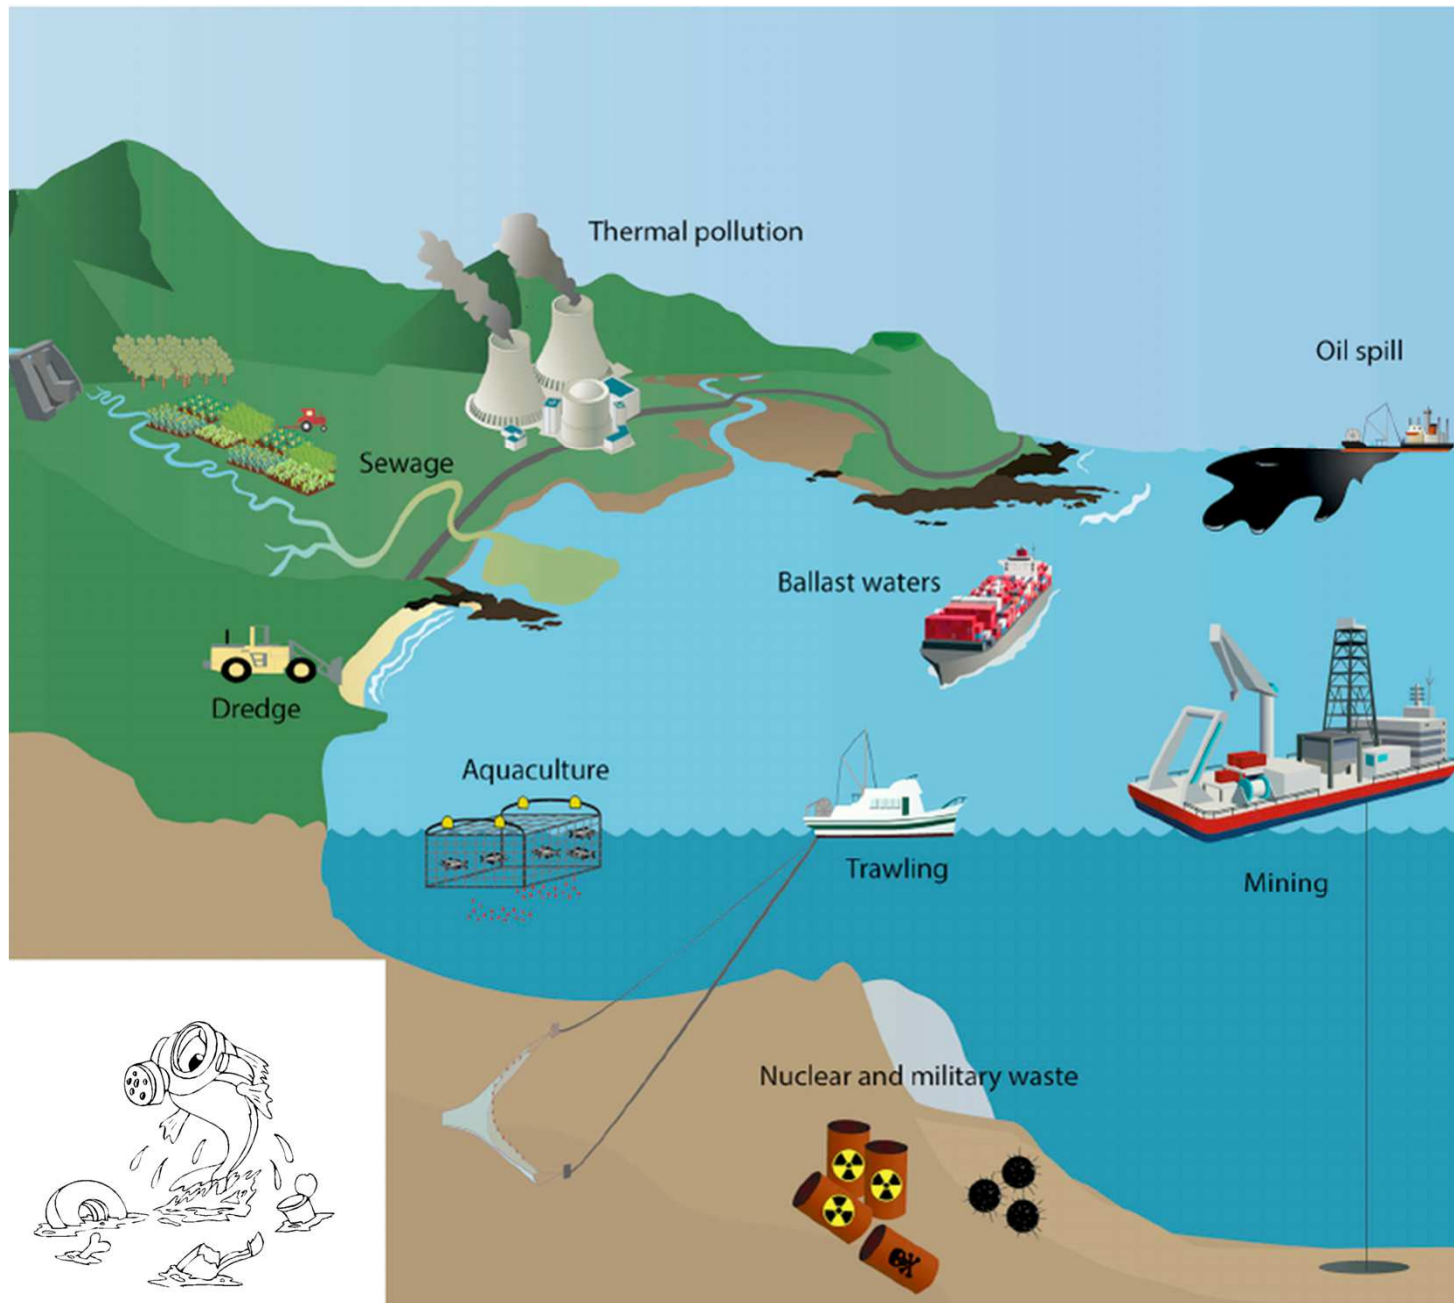 Thermal pollution
Oil spill
Sewage
Ballast waters
Dredge
Aquaculture
Trawling
Mining
Nuclear and military waste